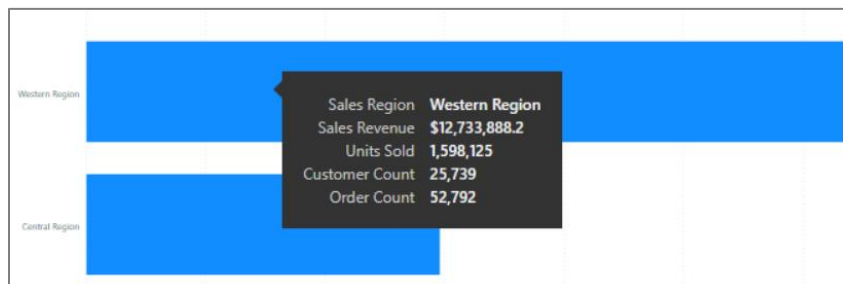 Western Region
Sales Region Western Region
Sales Revenue $12,733,888.2
Units Sold 1,598,125
Customer Count 25,739
Order Count 52,792
Central Region